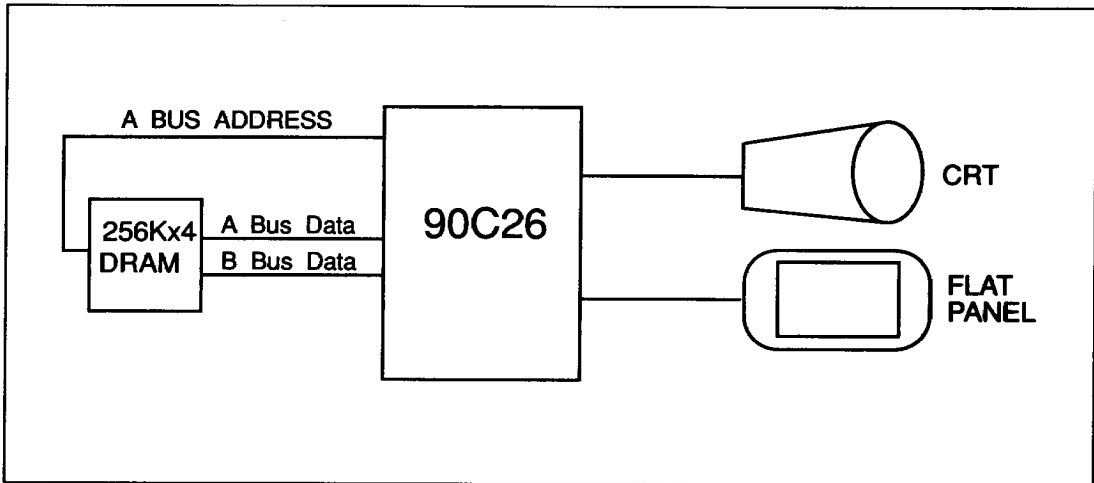 A BUS ADDRESS
256Kx4
DRAM
A Bus Data
B Bus Data
90C26
CRT
FLAT
PANEL